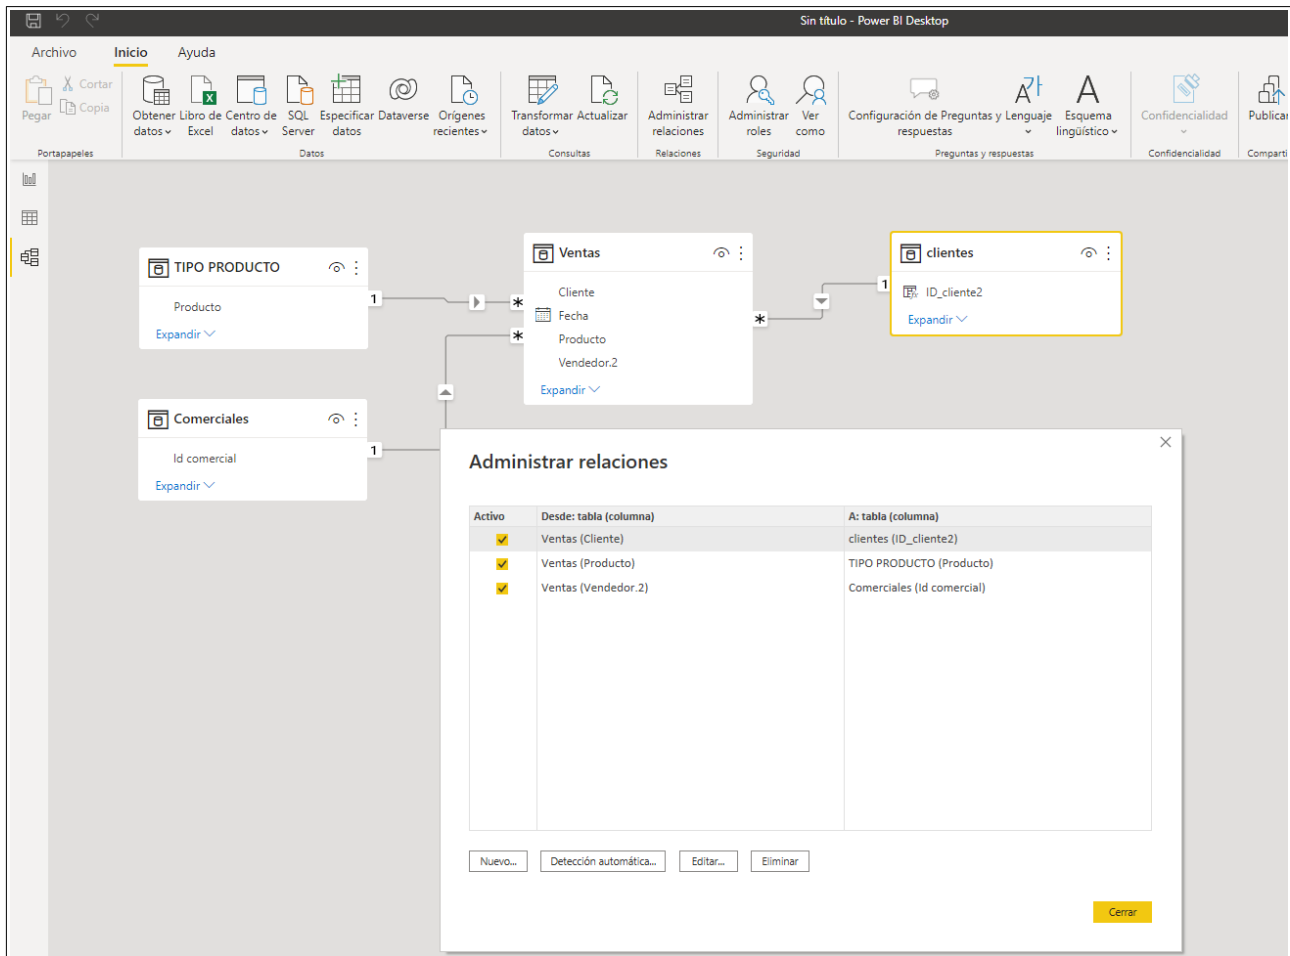 Sin título - Power BI Desktop
Archivo Inicio Ayuda
Pegar
Cortar
Copia
Portapapeles
Obtener datos
Libro de Excel
Centro de datos
SQL Server
Especificar datos
Dataverse
Orígenes recientes
Datos
Transformar datos
Actualizar
Consultas
Administrar relaciones
Relaciones
Administrar roles
Ver como
Seguridad
Configuración de Preguntas y respuestas
Lenguaje
Esquema lingüístico
Preguntas y respuestas
Confidencialidad
Confidencialidad
Publicar
Comparti
TIPO PRODUCTO
Producto
Expandir
1
*
Ventas
Cliente
Fecha
Producto
Vendedor.2
Expandir
*
*
1
clientes
ID_cliente2
Expandir
Comerciales
Id comercial
Expandir
1
Administrar relaciones
Activo Desde: tabla (columna) A: tabla (columna)
Ventas (Cliente) clientes (ID_cliente2)
Ventas (Producto) TIPO PRODUCTO (Producto)
Ventas (Vendedor.2) Comerciales (Id comercial)
Nuevo... Detección automática... Editar... Eliminar
Cerrar